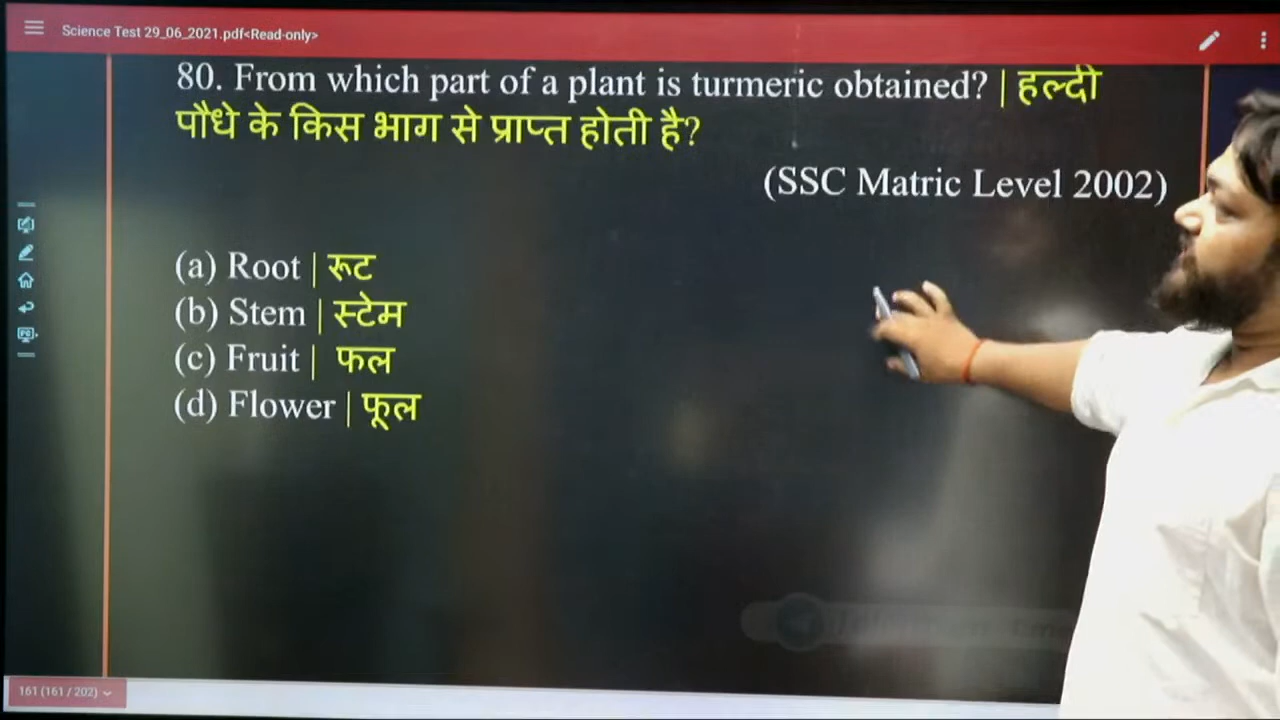 Science Test 29_06_2021.pdf<Read-only>
80. From which part of a plant is turmeric obtained? | हल्दी
पौधे के किस भाग से प्राप्त होती है?
(SSC Matric Level 2002)
(a) Root | रूट
(b) Stem | स्टेम
(c) Fruit | फल
(d) Flower | फूल
161 (161 / 202)